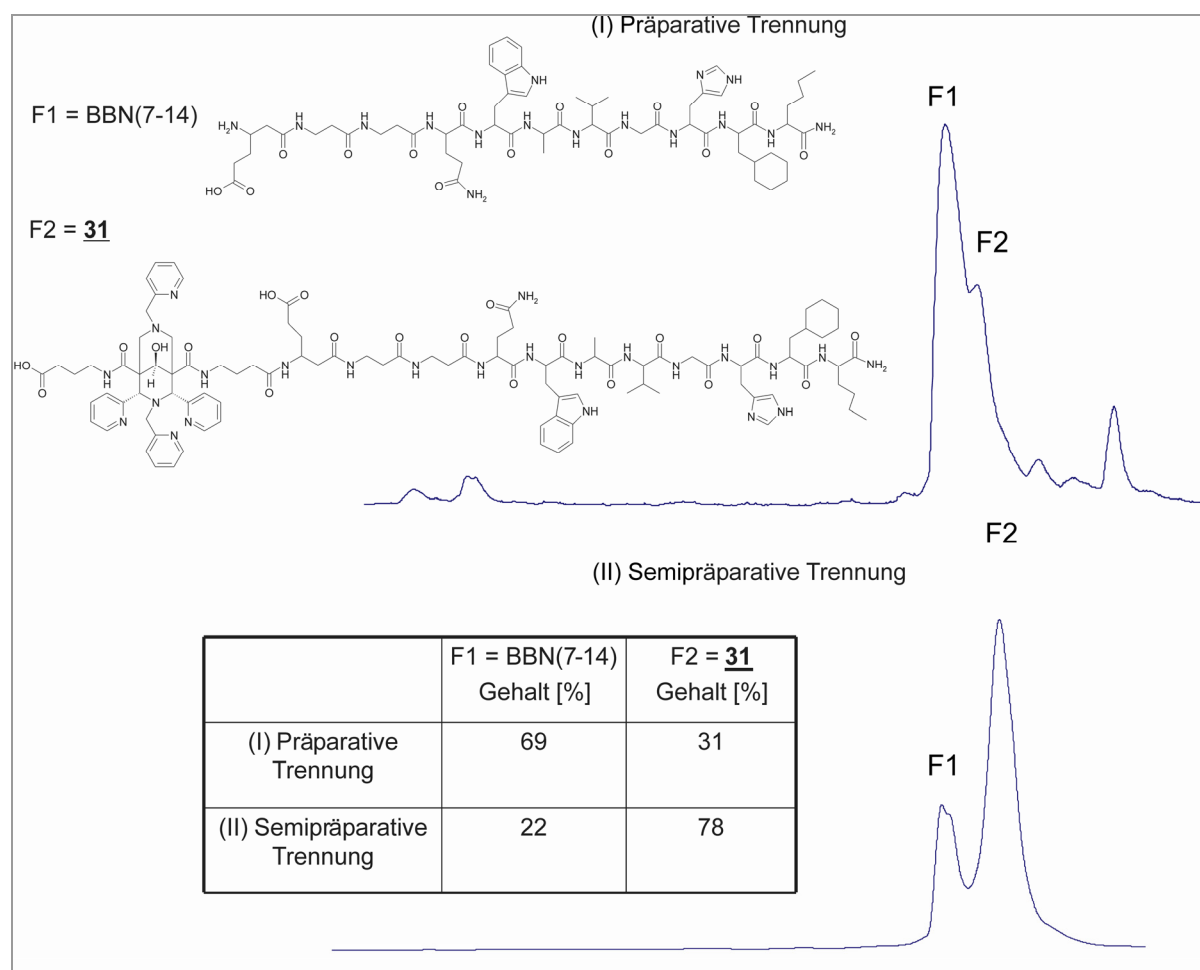 (I) Präparative Trennung
F1 = BBN(7-14)
F2 = 31
F1
F2
(II) Semipräparative Trennung
F2
F1
F1 = BBN(7-14)
Gehalt [%]
F2 = 31
Gehalt [%]
(I) Präparative
Trennung
69
31
(II) Semipräparative
Trennung
22
78